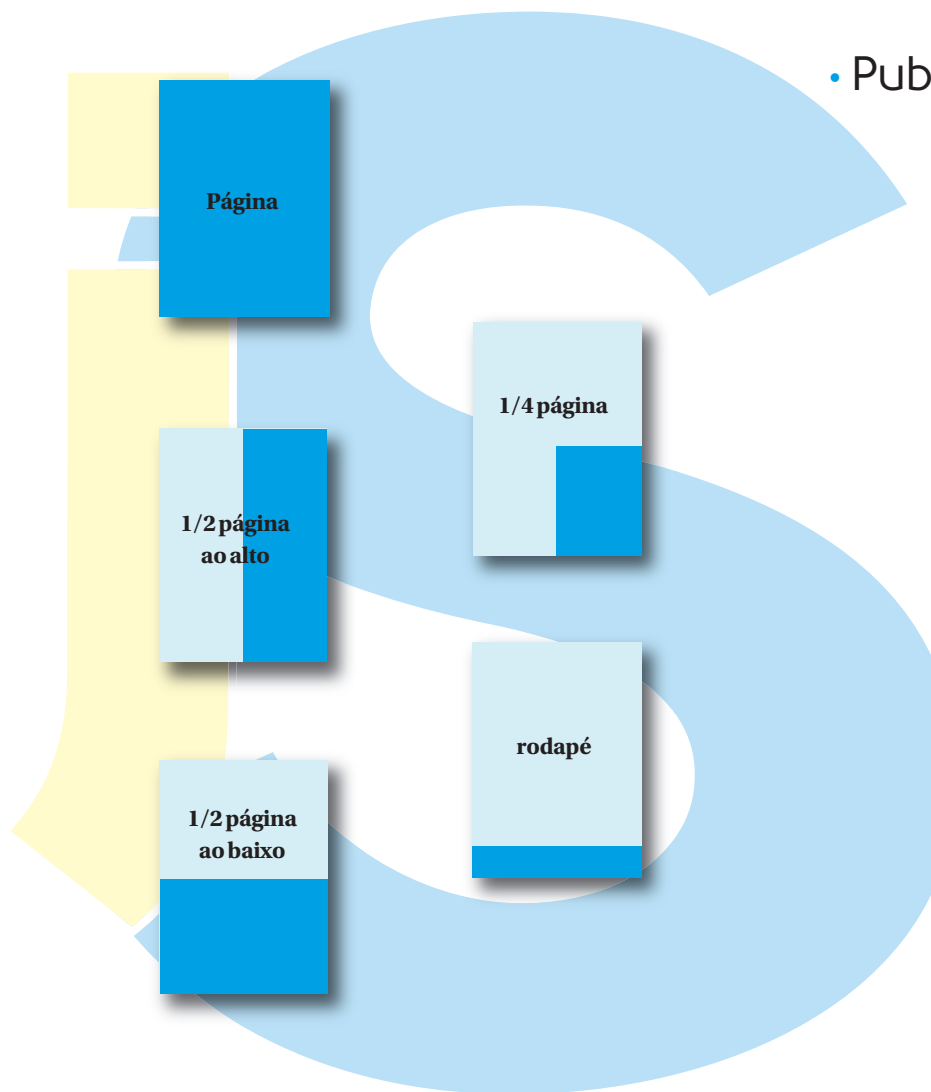 • Pub
Página
1/2 página
ao alto
1/2 página
ao baixo
1/4 página
rodapé